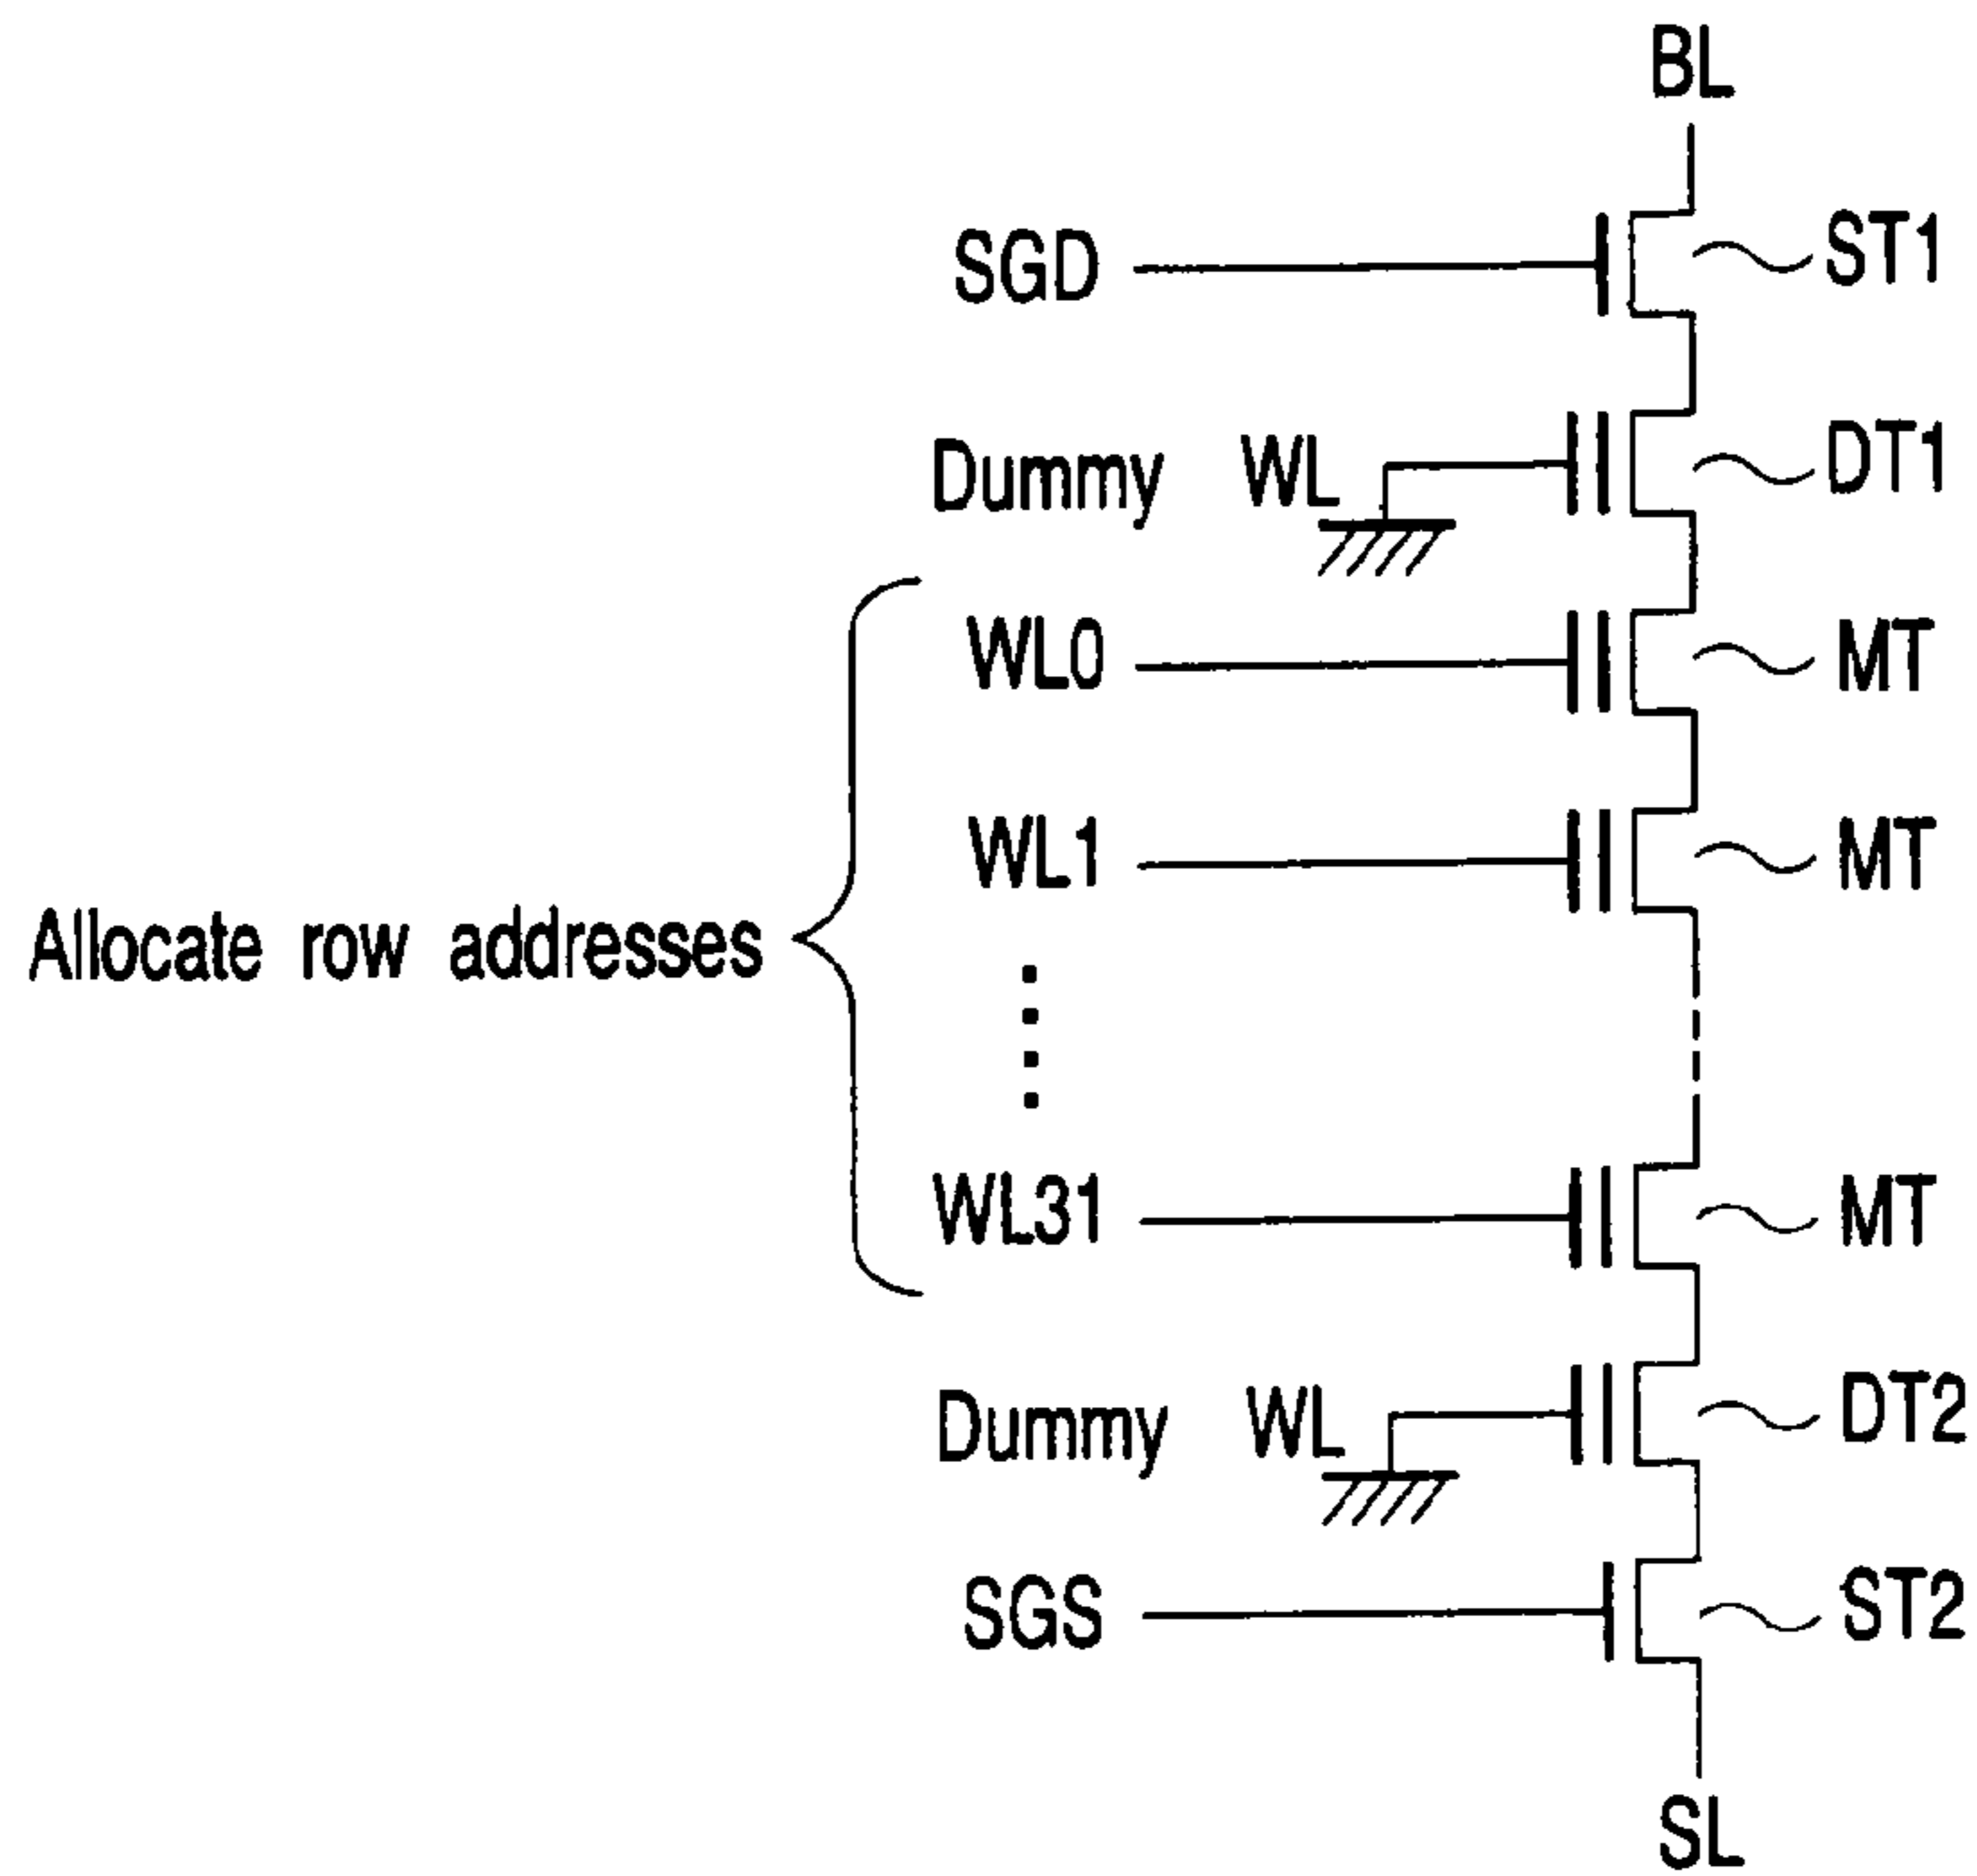 BL
SGD ST1
Dummy WL DT1
WL0 MT
WL1 MT
Allocate row addresses
WL31 MT
Dummy WL DT2
SGS ST2
SL